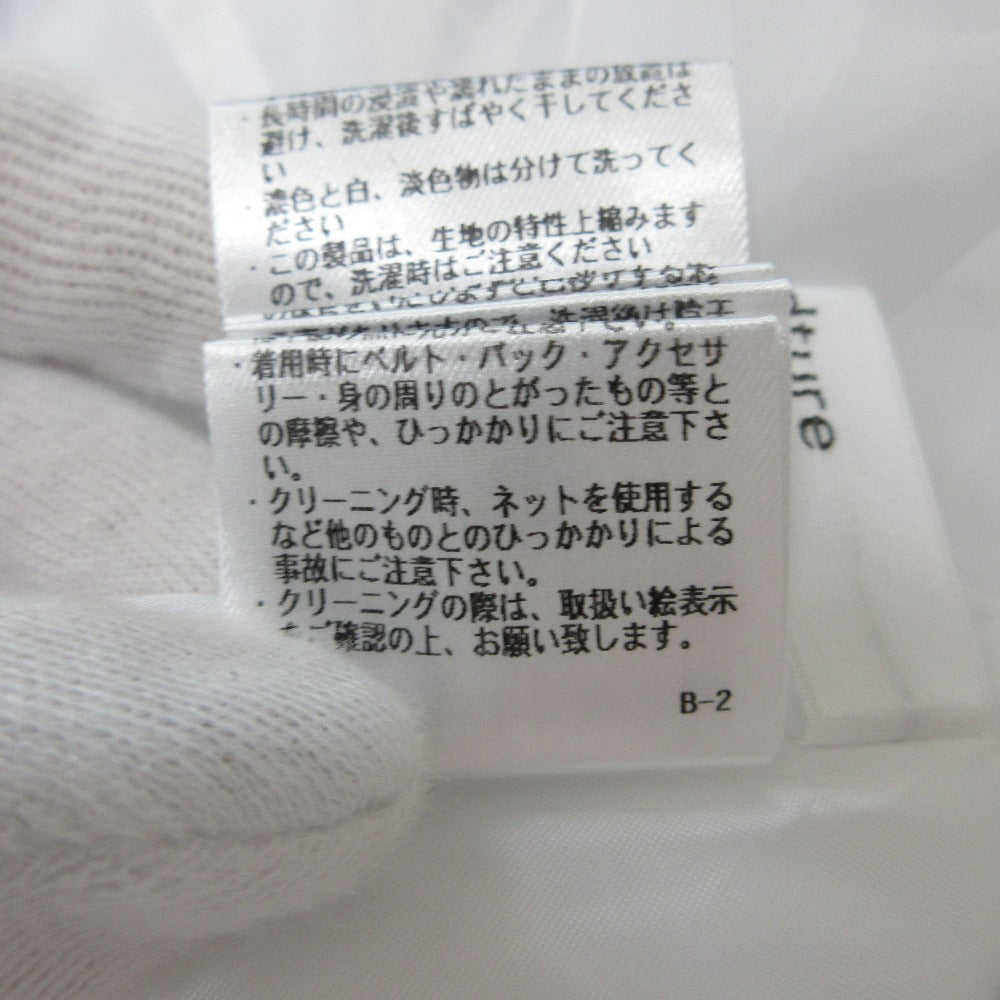 ・長時間の浸漬や濡れたままの放置は
避け、洗濯後すばやく干してくださ
い
・濃色と白、淡色物は分けて洗ってく
ださい
・この製品は、生地の特性上縮みます
ので、洗濯時はご注意ください
・着用時にベルト・バック・アクセサ
リー・身の周りのとがったもの等と
の摩擦や、ひっかかりにご注意下さ
い。
・クリーニング時、ネットを使用する
など他のものとのひっかかりによる
事故にご注意下さい。
・クリーニングの際は、取扱い絵表示
をご確認の上、お願い致します。
B-2